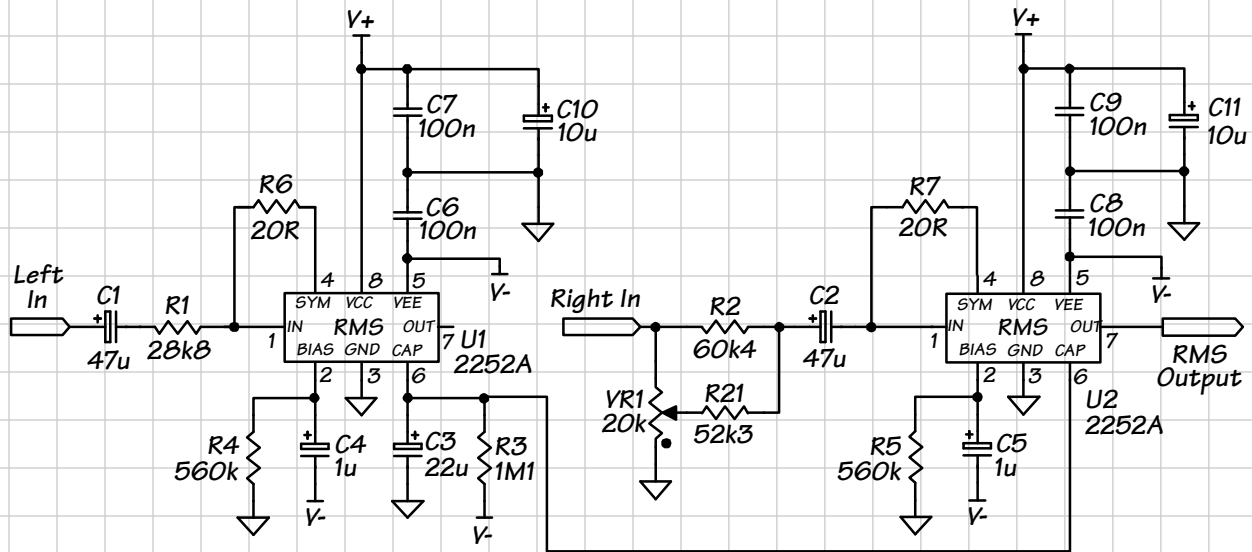 V+
V+
C7
100n
C10
+
10u
C9
100n
C11
+
10u
R6
20R
C6
100n
R7
20R
C8
100n
V-
V-
Left
In
C1
+
47u
R1
28k8
4
8
5
SYM
VCC
VEE
IN
RMS
OUT
BIAS
GND
CAP
1
7
2
3
6
U1
2252A
Right In
R2
60k4
C2
+
47u
4
8
5
SYM
VCC
VEE
IN
RMS
OUT
BIAS
GND
CAP
1
7
2
3
6
U2
2252A
RMS
Output
R4
560k
+
C4
1u
V-
+
C3
22u
R3
1M1
V-
VR1
20k
R21
52k3
R5
560k
+
C5
1u
V-